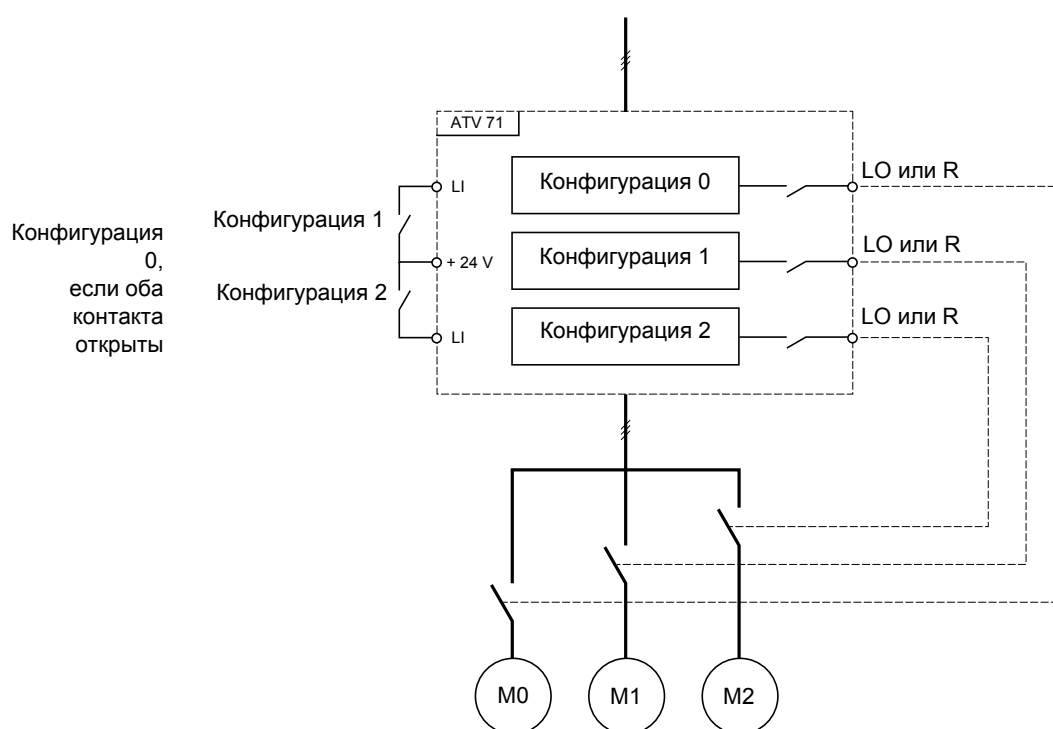 ATV 71
Конфигурация 0
LO или R
LI
Конфигурация 1
Конфигурация
0,
если оба
контакта
открыты
Конфигурация 1
LO или R
+ 24 V
Конфигурация 2
Конфигурация 2
LO или R
LI
M0
M1
M2